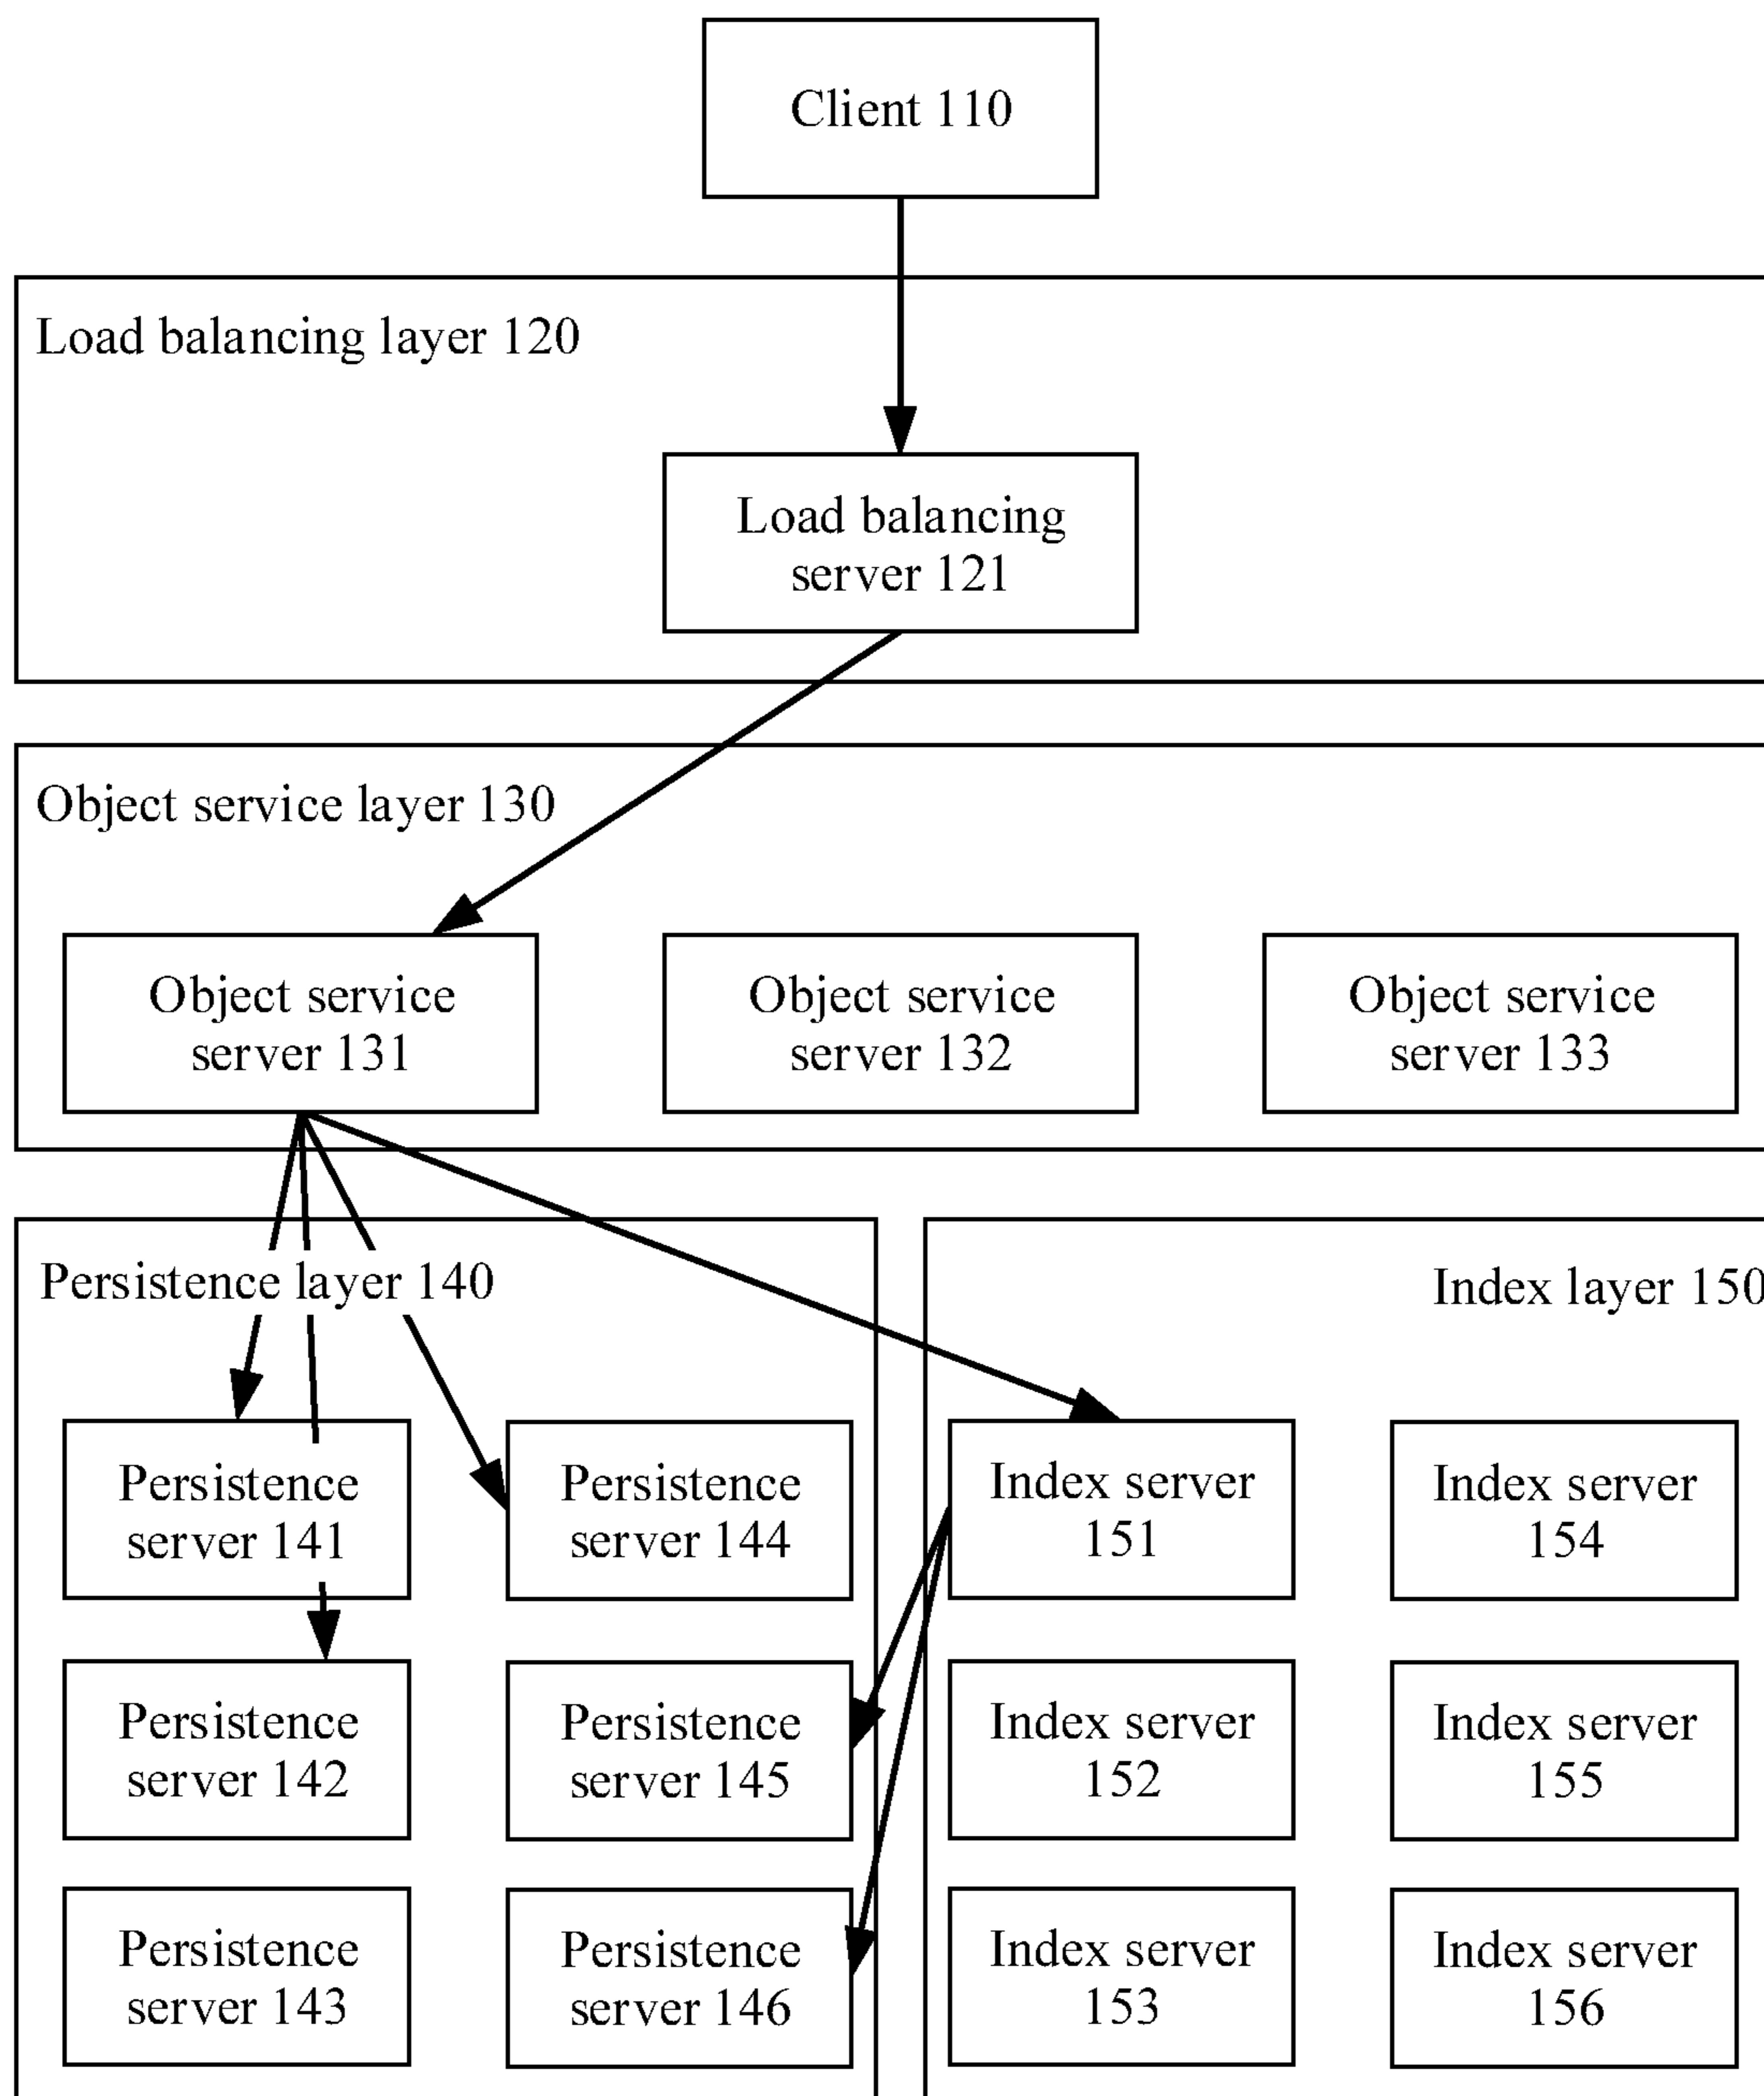 Client 110
Load balancing layer 120
Load balancing
server 121
Object service layer 130
Object service
server 131
Object service
server 132
Object service
server 133
Persistence layer 140
Index layer 150
Persistence
server 141
Persistence
server 144
Index server
151
Index server
154
Persistence
server 142
Persistence
server 145
Index server
152
Index server
155
Persistence
server 143
Persistence
server 146
Index server
153
Index server
156